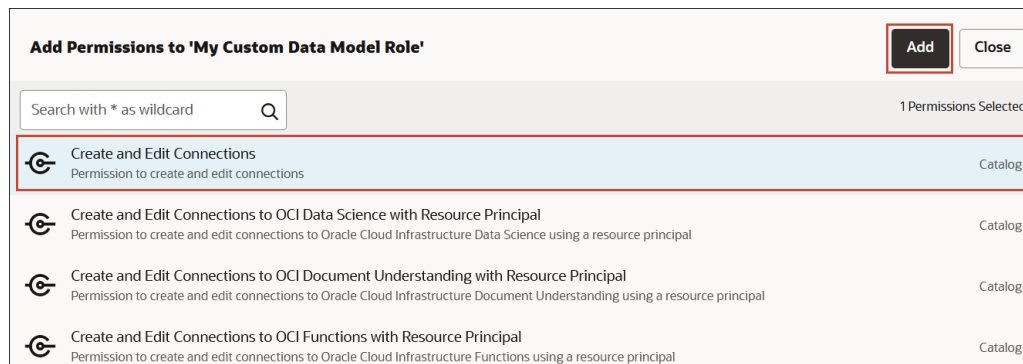 Add Permissions to 'My Custom Data Model Role'
Add
Close
Search with * as wildcard
1 Permissions Selected
Create and Edit Connections
Permission to create and edit connections
Catalog
Create and Edit Connections to OCI Data Science with Resource Principal
Permission to create and edit connections to Oracle Cloud Infrastructure Data Science using a resource principal
Catalog
Create and Edit Connections to OCI Document Understanding with Resource Principal
Permission to create and edit connections to Oracle Cloud Infrastructure Document Understanding using a resource principal
Catalog
Create and Edit Connections to OCI Functions with Resource Principal
Permission to create and edit connections to Oracle Cloud Infrastructure Functions using a resource principal
Catalog